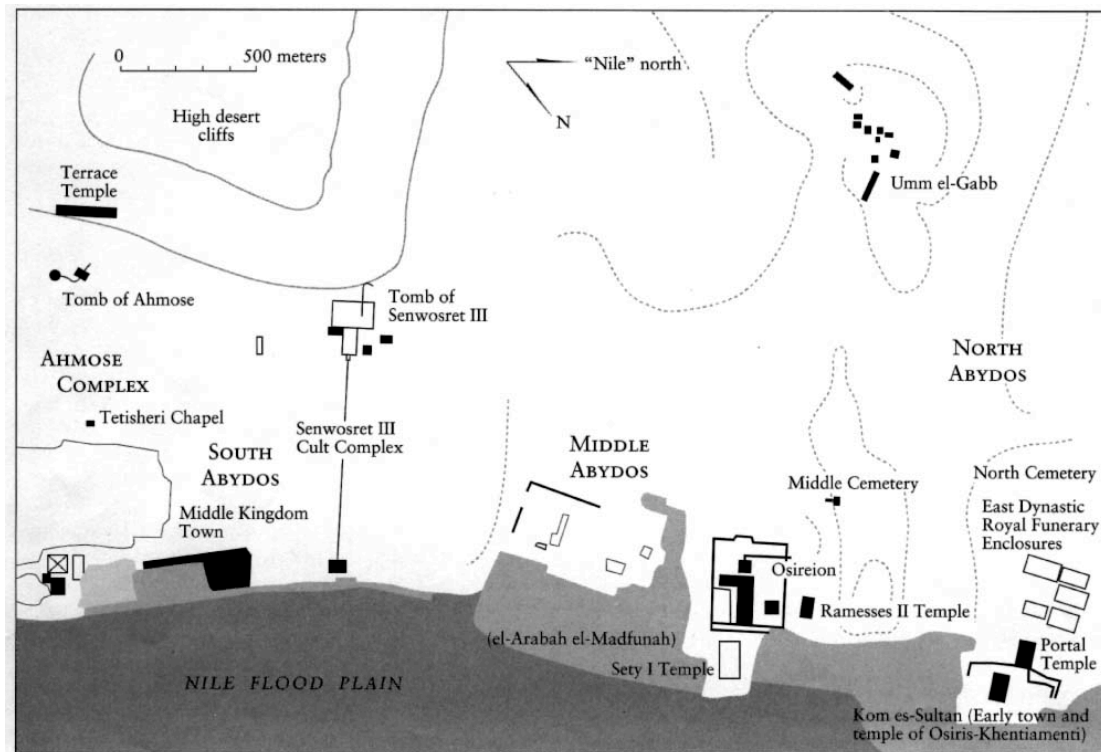 0 500 meters
"Nile" north
N
High desert
cliffs
Terrace
Temple
Umm el-Gabb
Tomb of Ahmose
Tomb of
Senwosret III
AHMOSE
COMPLEX
NORTH
ABYDOS
Tetisheri Chapel
Senwosret III
Cult Complex
SOUTH
ABYDOS
MIDDLE
ABYDOS
Middle Cemetery
North Cemetery
East Dynastic
Royal Funerary
Enclosures
Middle Kingdom
Town
Osireion
Ramesses II Temple
(el-Arabah el-Madfunah)
Sety I Temple
Portal
Temple
NILE FLOOD PLAIN
Kom es-Sultan (Early town and
temple of Osiris-Khentiamenti)